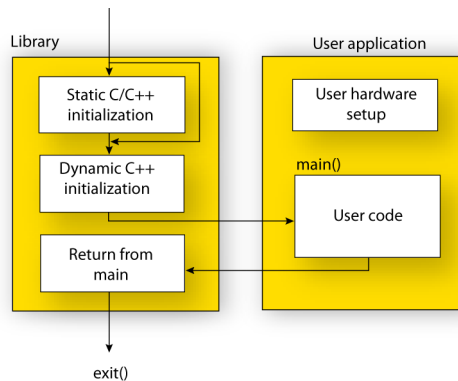 Library
Static C/C++
initialization
Dynamic C++
initialization
Return from
main
exit()
User application
User hardware
setup
main()
User code